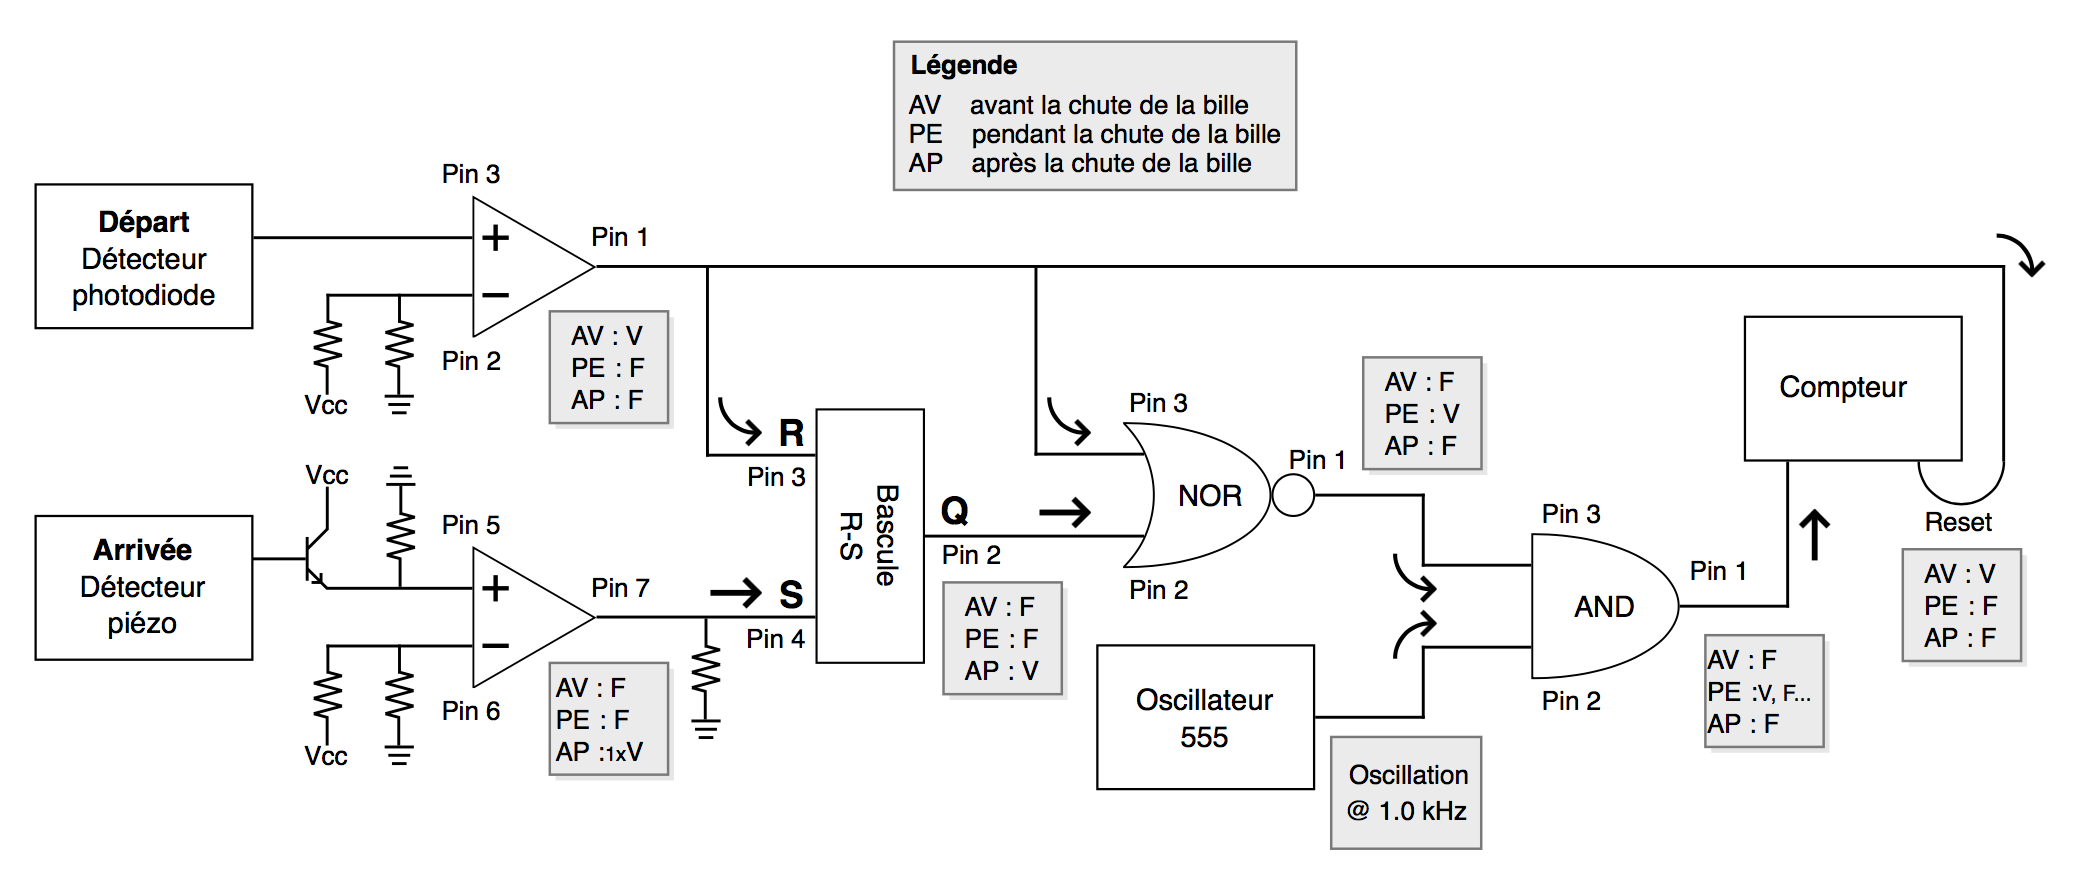 Légende
AV avant la chute de la bille
PE pendant la chute de la bille
AP après la chute de la bille
Départ
Détecteur
photodiode
Pin 3
+
−
Pin 1
Pin 2
Vcc
AV : V
PE : F
AP : F
Arrivée
Détecteur
piézo
Vcc
Pin 5
+
−
Pin 7
Pin 6
Vcc
AV : F
PE : F
AP :1xV
R
Pin 3
S
Pin 4
Bascule
R-S
Q
Pin 2
AV : F
PE : F
AP : V
Pin 3
NOR
Pin 1
Pin 2
AV : F
PE : V
AP : F
Oscillateur
555
Oscillation
@ 1.0 kHz
Pin 3
AND
Pin 1
Pin 2
AV : F
PE :V, F...
AP : F
Compteur
Reset
AV : V
PE : F
AP : F